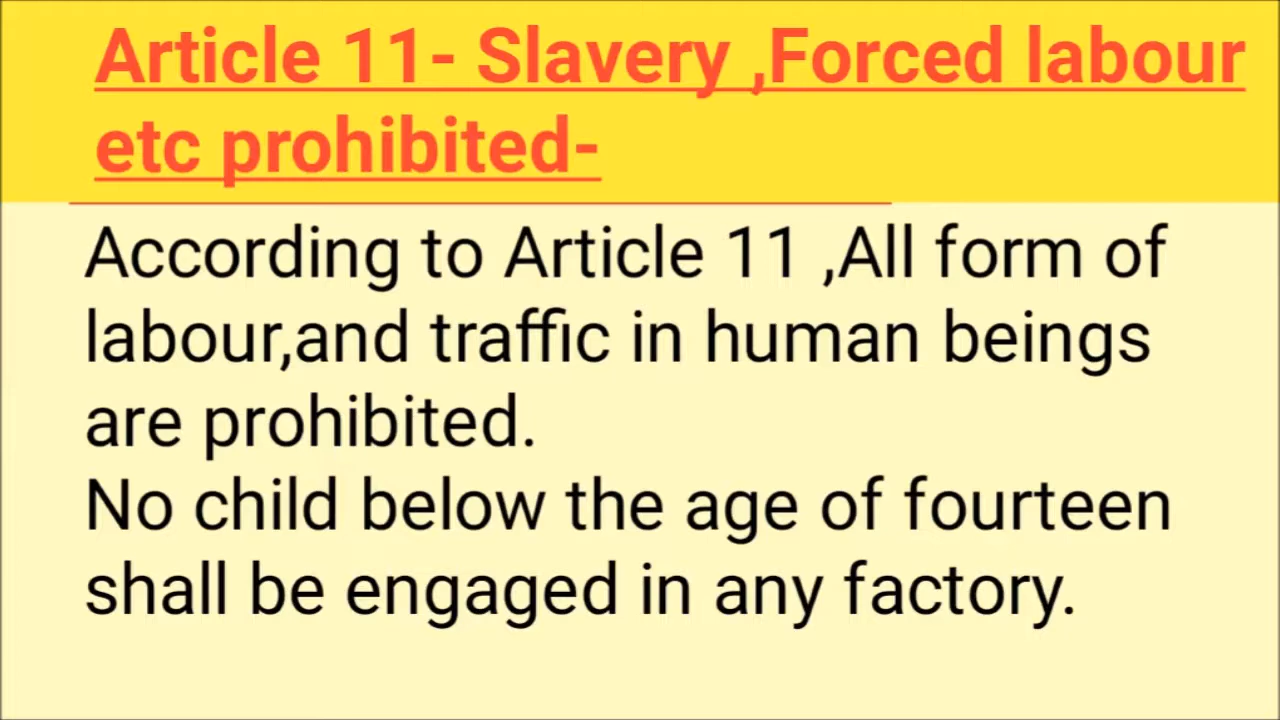 Article 11- Slavery ,Forced labour
etc prohibited-
According to Article 11 ,All form of
labour,and traffic in human beings
are prohibited.
No child below the age of fourteen
shall be engaged in any factory.